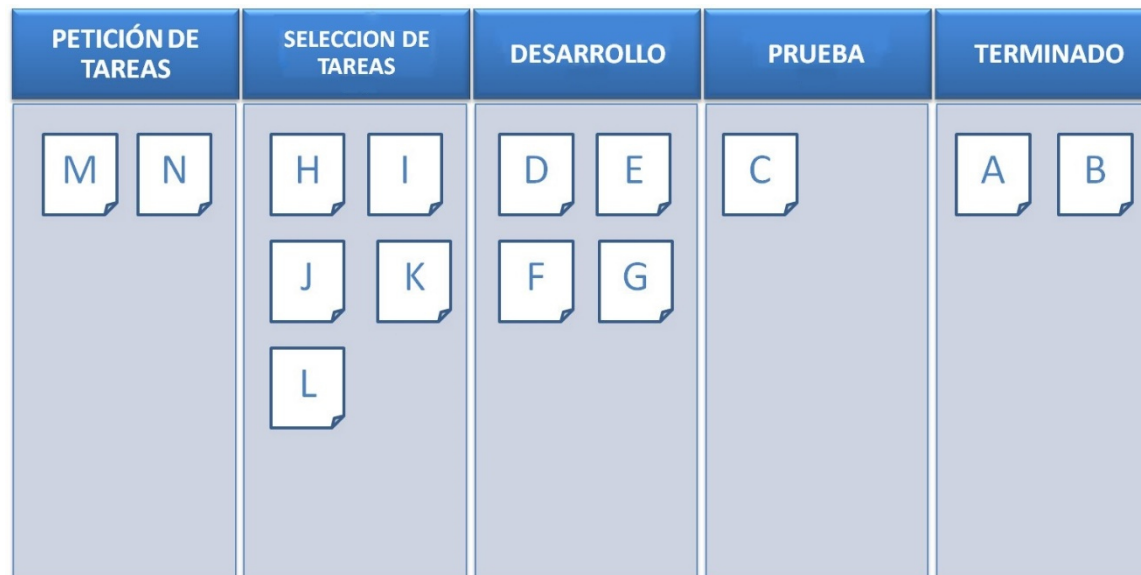 PETICIÓN DE
TAREAS
SELECCION DE
TAREAS
DESARROLLO
PRUEBA
TERMINADO
M N
H I
J K
L
D E
F G
C
A B